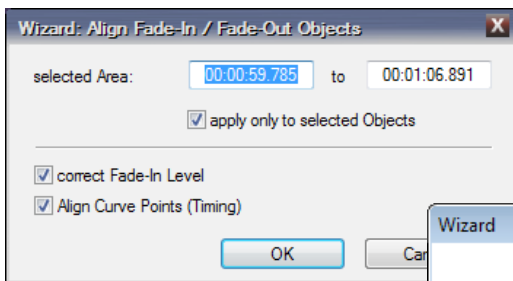 Wizard: Align Fade-In / Fade-Out Objects
selected Area: 00:00:59.785 to 00:01:06.891
apply only to selected Objects
correct Fade-In Level
Align Curve Points (Timing)
Wizard
OK